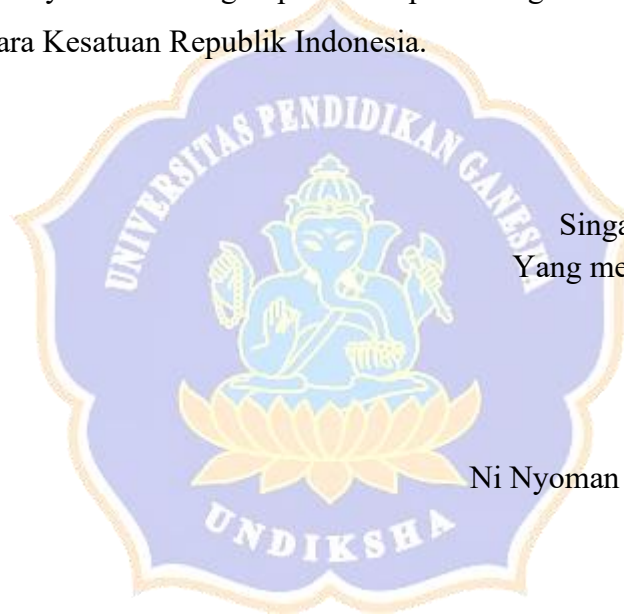 ara Kesatuan Republik Indonesia.
UNIVERSITAS PENDIDIKAN GANESHA
Singa
Yang me
Ni Nyoman
UNDIKSHA